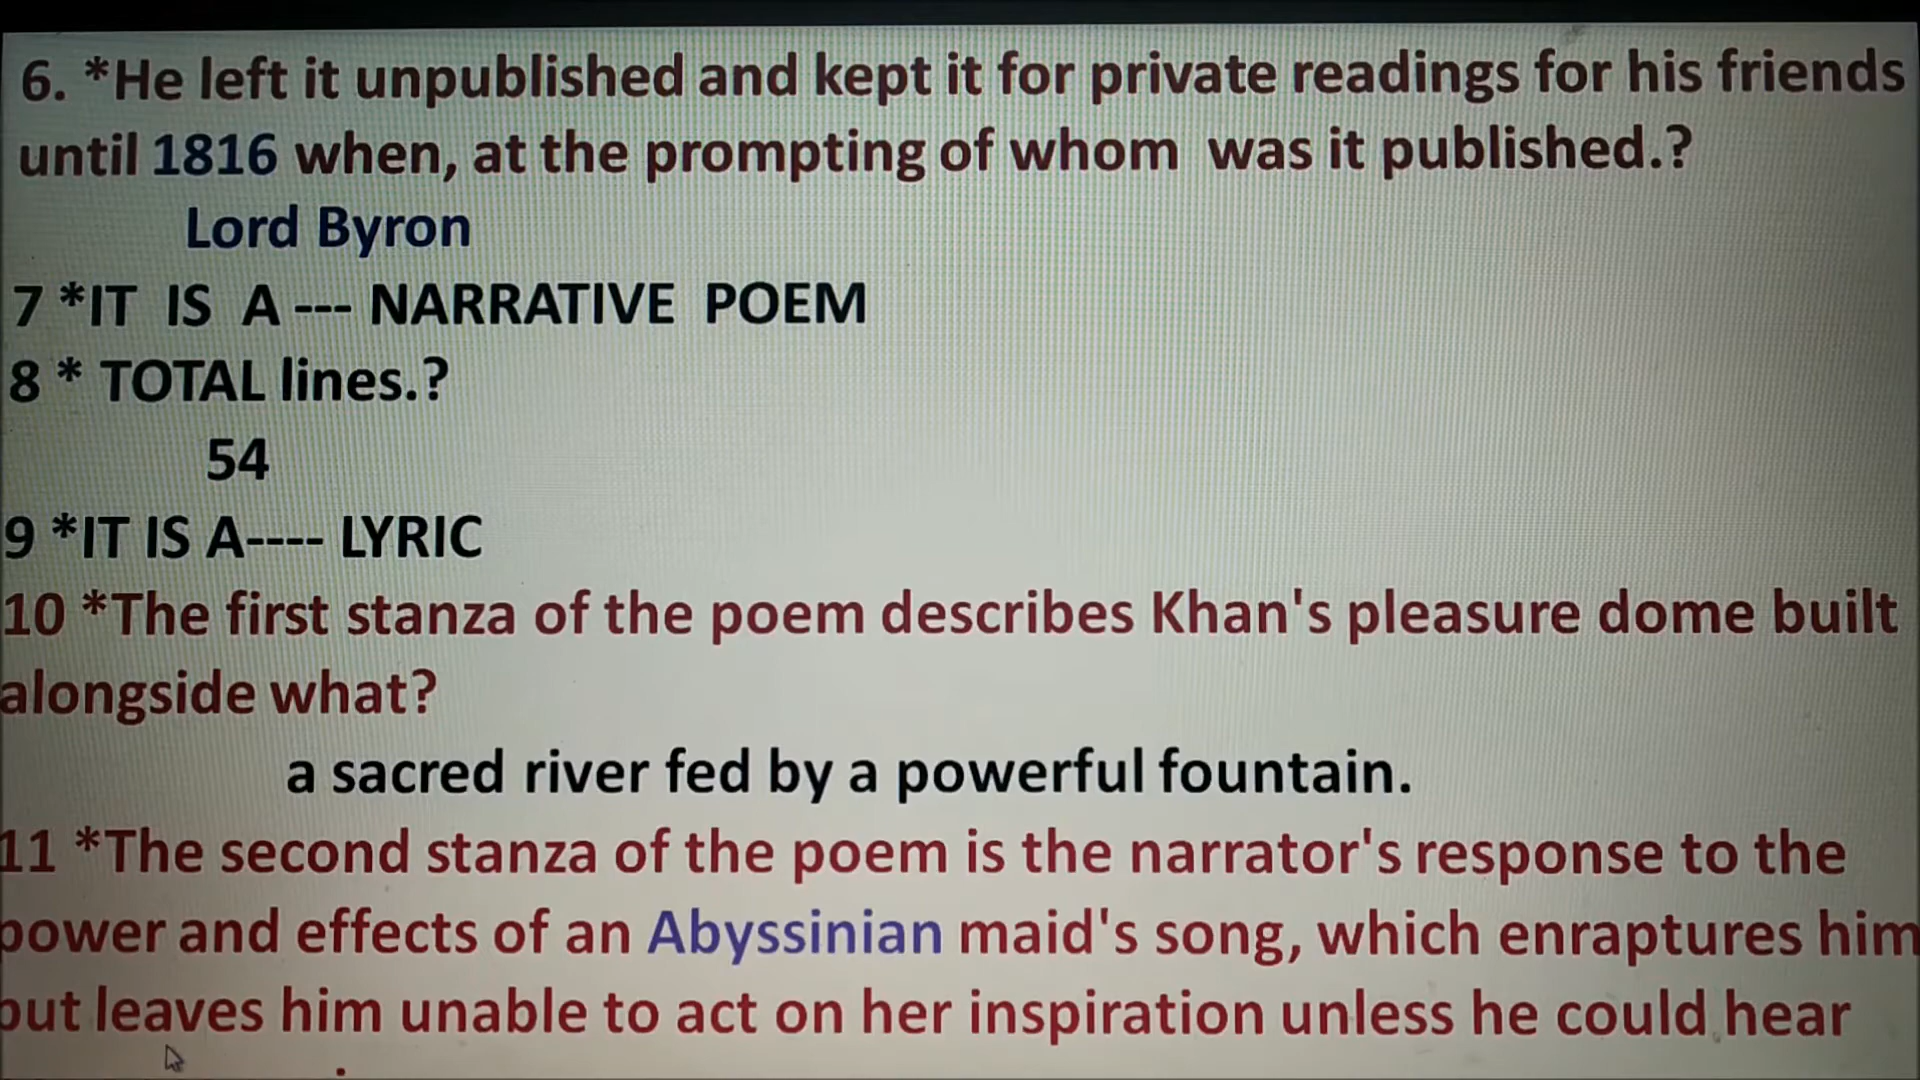 6. *He left it unpublished and kept it for private readings for his friends
until 1816 when, at the prompting of whom was it published.?
Lord Byron
7 *IT IS A --- NARRATIVE POEM
8 * TOTAL lines.?
54
9 *IT IS A---- LYRIC
10 *The first stanza of the poem describes Khan's pleasure dome built
alongside what?
a sacred river fed by a powerful fountain.
11 *The second stanza of the poem is the narrator's response to the
power and effects of an Abyssinian maid's song, which enraptures him
but leaves him unable to act on her inspiration unless he could hear